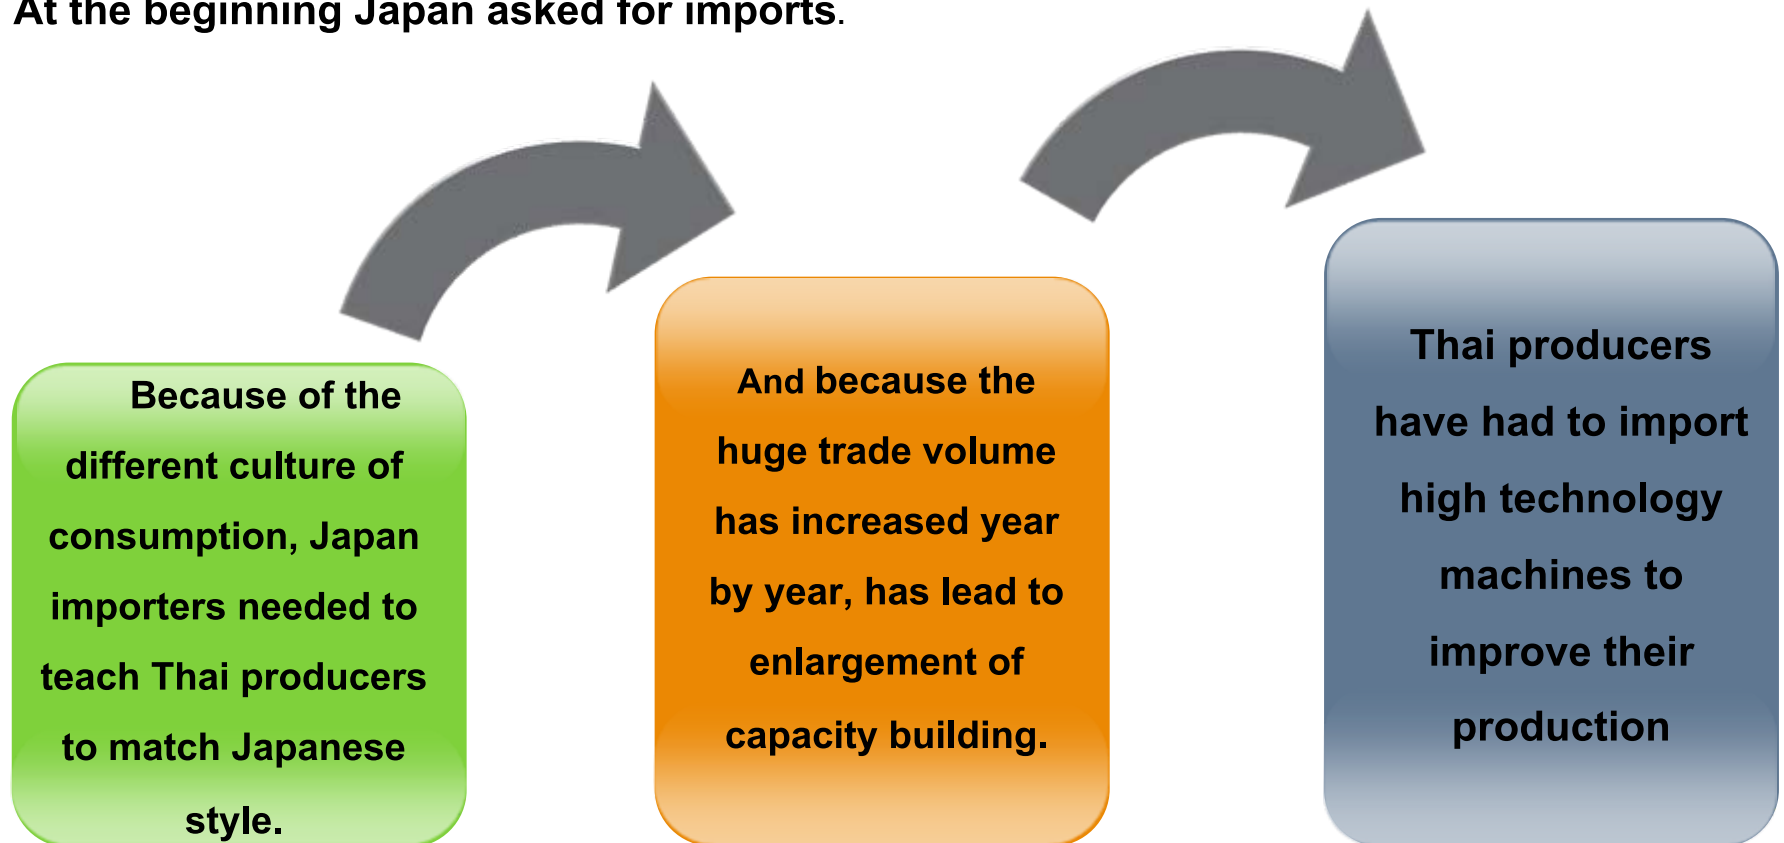 At the beginning Japan asked for imports.
Because of the
different culture of
consumption, Japan
importers needed to
teach Thai producers
to match Japanese
style.
And because the
huge trade volume
has increased year
by year, has lead to
enlargement of
capacity building.
Thai producers
have had to import
high technology
machines to
improve their
production